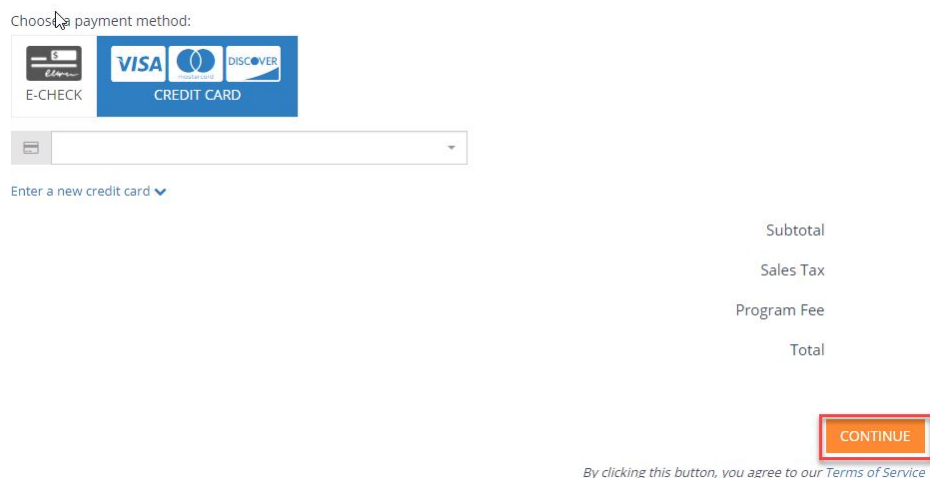 Choose a payment method:
VISA mastercard DISCOVER
E-CHECK CREDIT CARD
Enter a new credit card
Subtotal
Sales Tax
Program Fee
Total
CONTINUE
By clicking this button, you agree to our Terms of Service